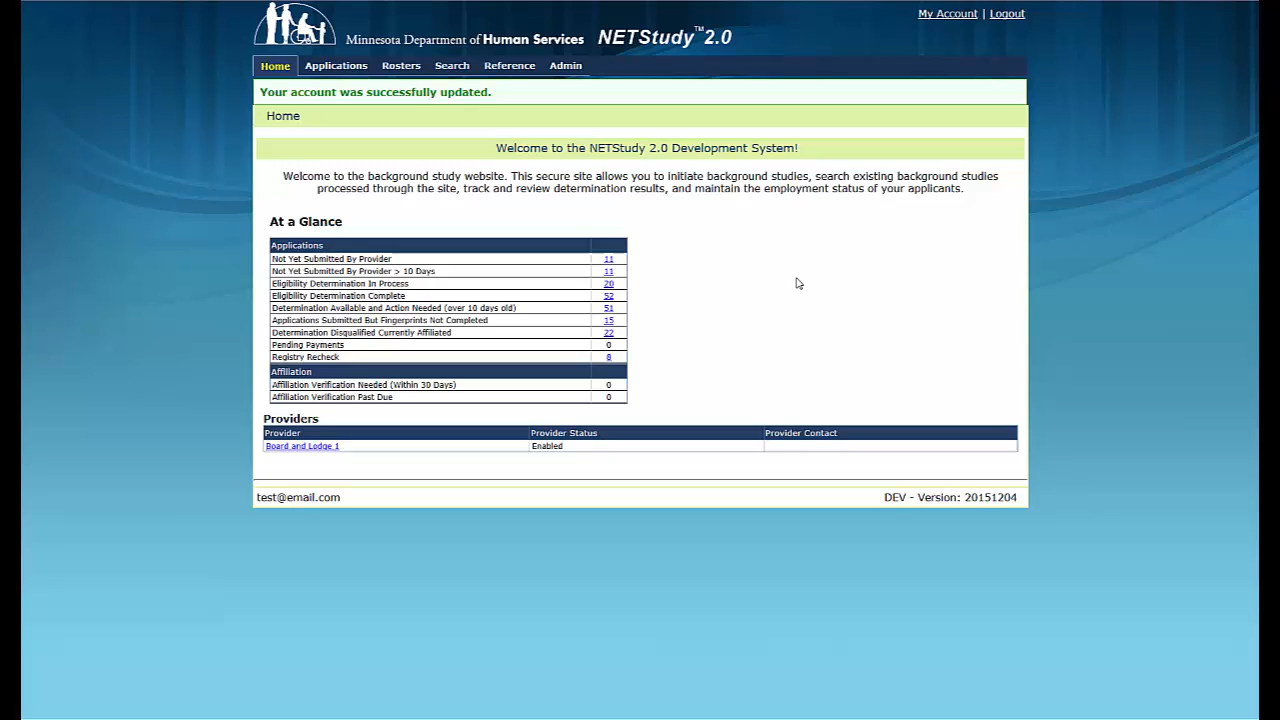 My Account | Logout
Minnesota Department of Human Services NETStudy™ 2.0
Home Applications Rosters Search Reference Admin
Your account was successfully updated.
Home
Welcome to the NETStudy 2.0 Development System!
Welcome to the background study website. This secure site allows you to initiate background studies, search existing background studies
processed through the site, track and review determination results, and maintain the employment status of your applicants.
At a Glance
Applications
Not Yet Submitted By Provider 11
Not Yet Submitted By Provider > 10 Days 11
Eligibility Determination In Process 20
Eligibility Determination Complete 52
Determination Available and Action Needed (over 10 days old) 51
Applications Submitted But Fingerprints Not Completed 15
Determination Disqualified Currently Affiliated 22
Pending Payments 0
Registry Recheck 8
Affiliation
Affiliation Verification Needed (Within 30 Days) 0
Affiliation Verification Past Due 0
Providers
Provider Provider Status Provider Contact
Board and Lodge 1 Enabled
test@email.com DEV - Version: 20151204